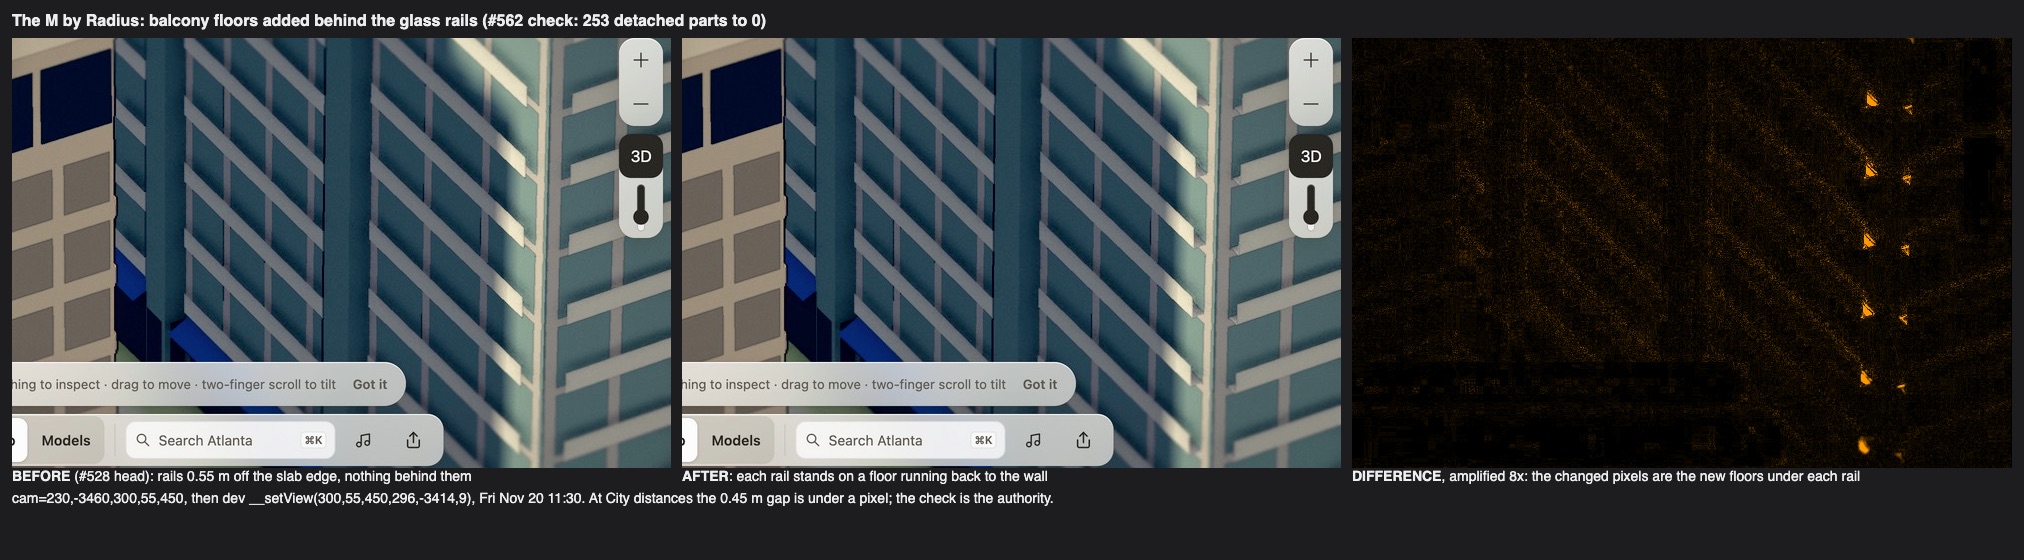 The M by Radius: balcony floors added behind the glass rails (#562 check: 253 detached parts to 0)
3D
3D
hing to inspect · drag to move · two-finger scroll to tilt Got it
hing to inspect · drag to move · two-finger scroll to tilt Got it
Models Search Atlanta ⌘K
Models Search Atlanta ⌘K
BEFORE (#528 head): rails 0.55 m off the slab edge, nothing behind them
AFTER: each rail stands on a floor running back to the wall
DIFFERENCE, amplified 8x: the changed pixels are the new floors under each rail
cam=230,-3460,300,55,450, then dev __setView(300,55,450,296,-3414,9), Fri Nov 20 11:30. At City distances the 0.45 m gap is under a pixel; the check is the authority.